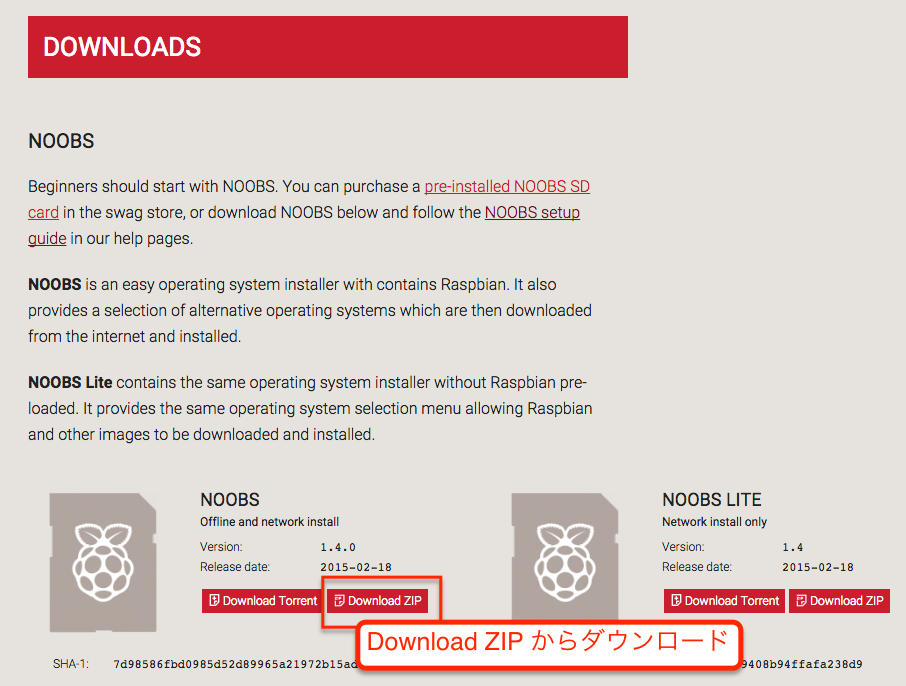 DOWNLOADS
NOOBS
Beginners should start with NOOBS. You can purchase a pre-installed NOOBS SD
card in the swag store, or download NOOBS below and follow the NOOBS setup
guide in our help pages.
NOOBS is an easy operating system installer with contains Raspbian. It also
provides a selection of alternative operating systems which are then downloaded
from the internet and installed.
NOOBS Lite contains the same operating system installer without Raspbian pre-
loaded. It provides the same operating system selection menu allowing Raspbian
and other images to be downloaded and installed.
NOOBS
Offline and network install
Version: 1.4.0
Release date: 2015-02-18
Download Torrent Download ZIP
NOOBS LITE
Network install only
Version: 1.4
Release date: 2015-02-18
Download Torrent Download ZIP
Download ZIP からダウンロード
SHA-1: 7d98586fbd0985d52d89965a21972b15ad
9408b94ffafa238d9